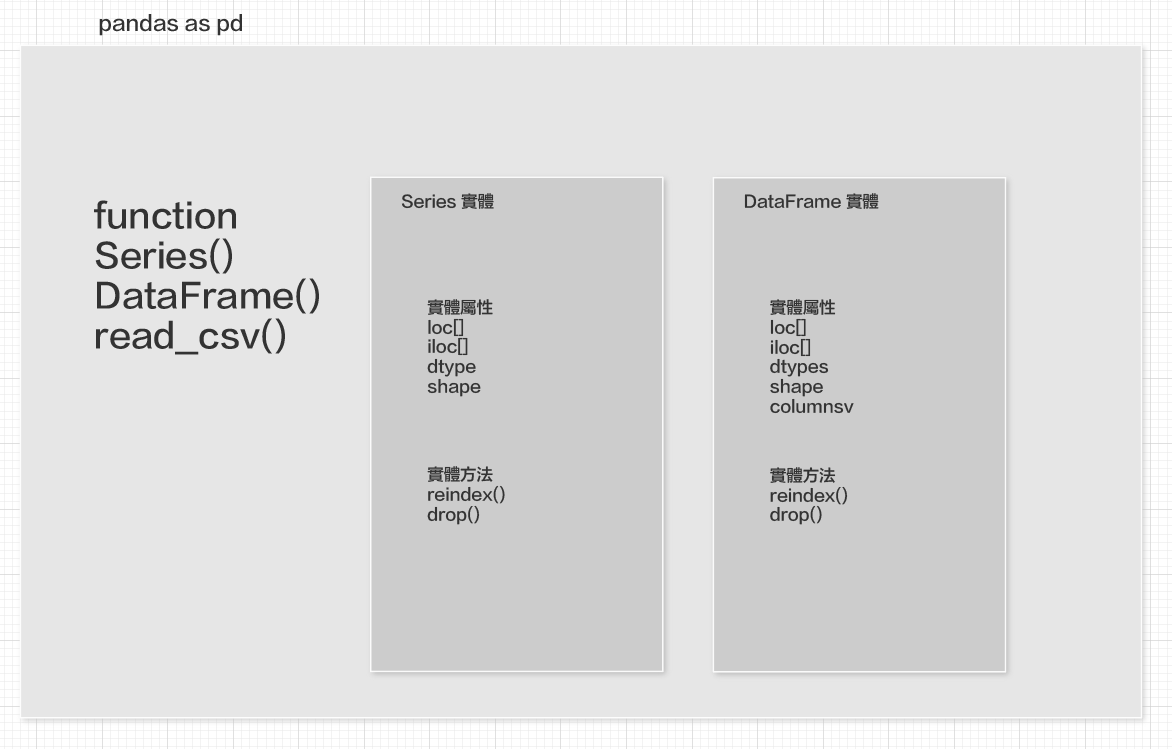 pandas as pd
function
Series()
DataFrame()
read_csv()
Series 實體
實體屬性
loc[]
iloc[]
dtype
shape
實體方法
reindex()
drop()
DataFrame 實體
實體屬性
loc[]
iloc[]
dtypes
shape
columnsv
實體方法
reindex()
drop()